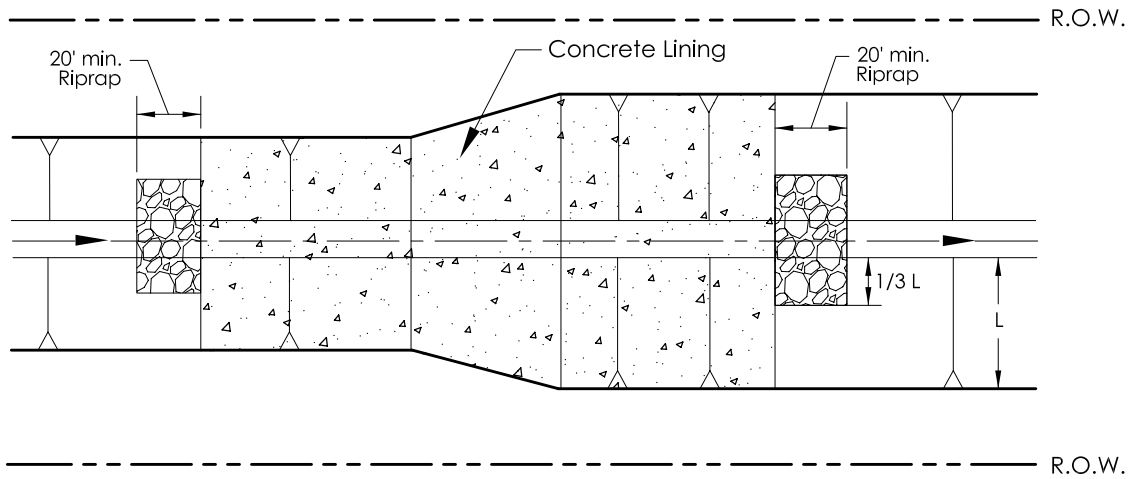 R.O.W.
20' min.
Riprap
Concrete Lining
20' min.
Riprap
1/3 L
L
R.O.W.